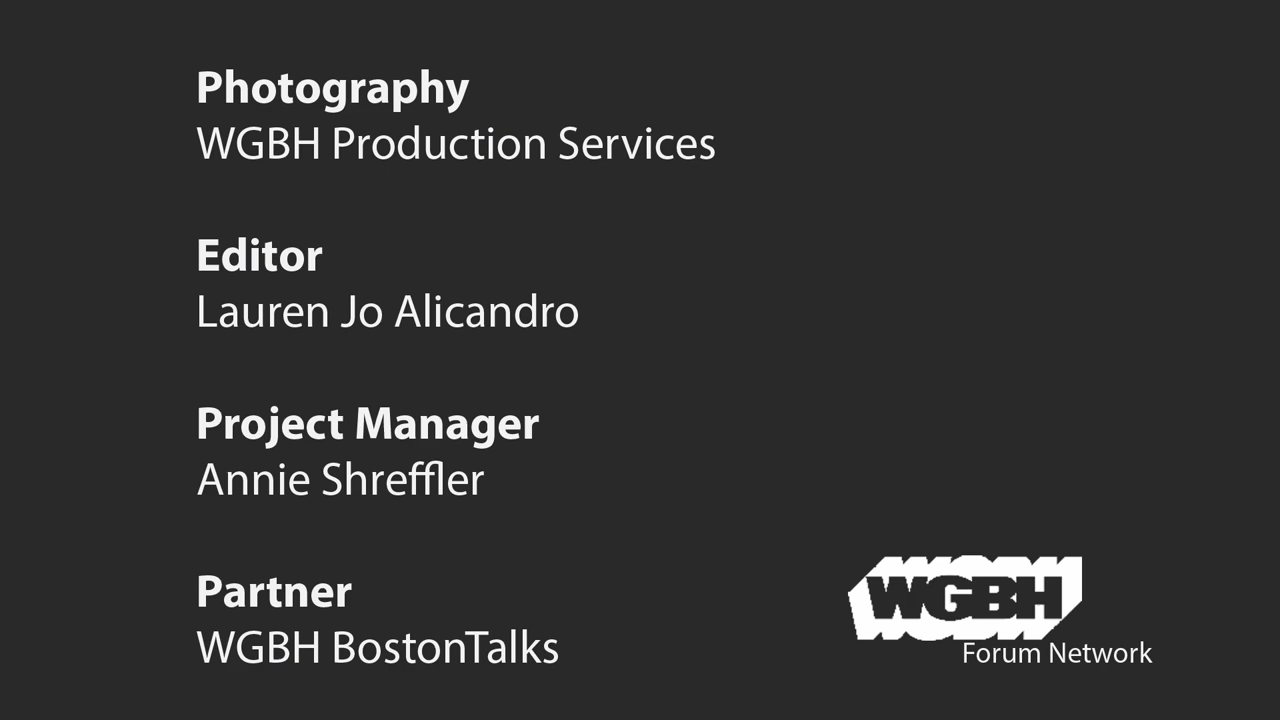 Photography
WGBH Production Services
Editor
Lauren Jo Alicandro
Project Manager
Annie Shreffler
Partner
WGBH BostonTalks
WGBH
Forum Network